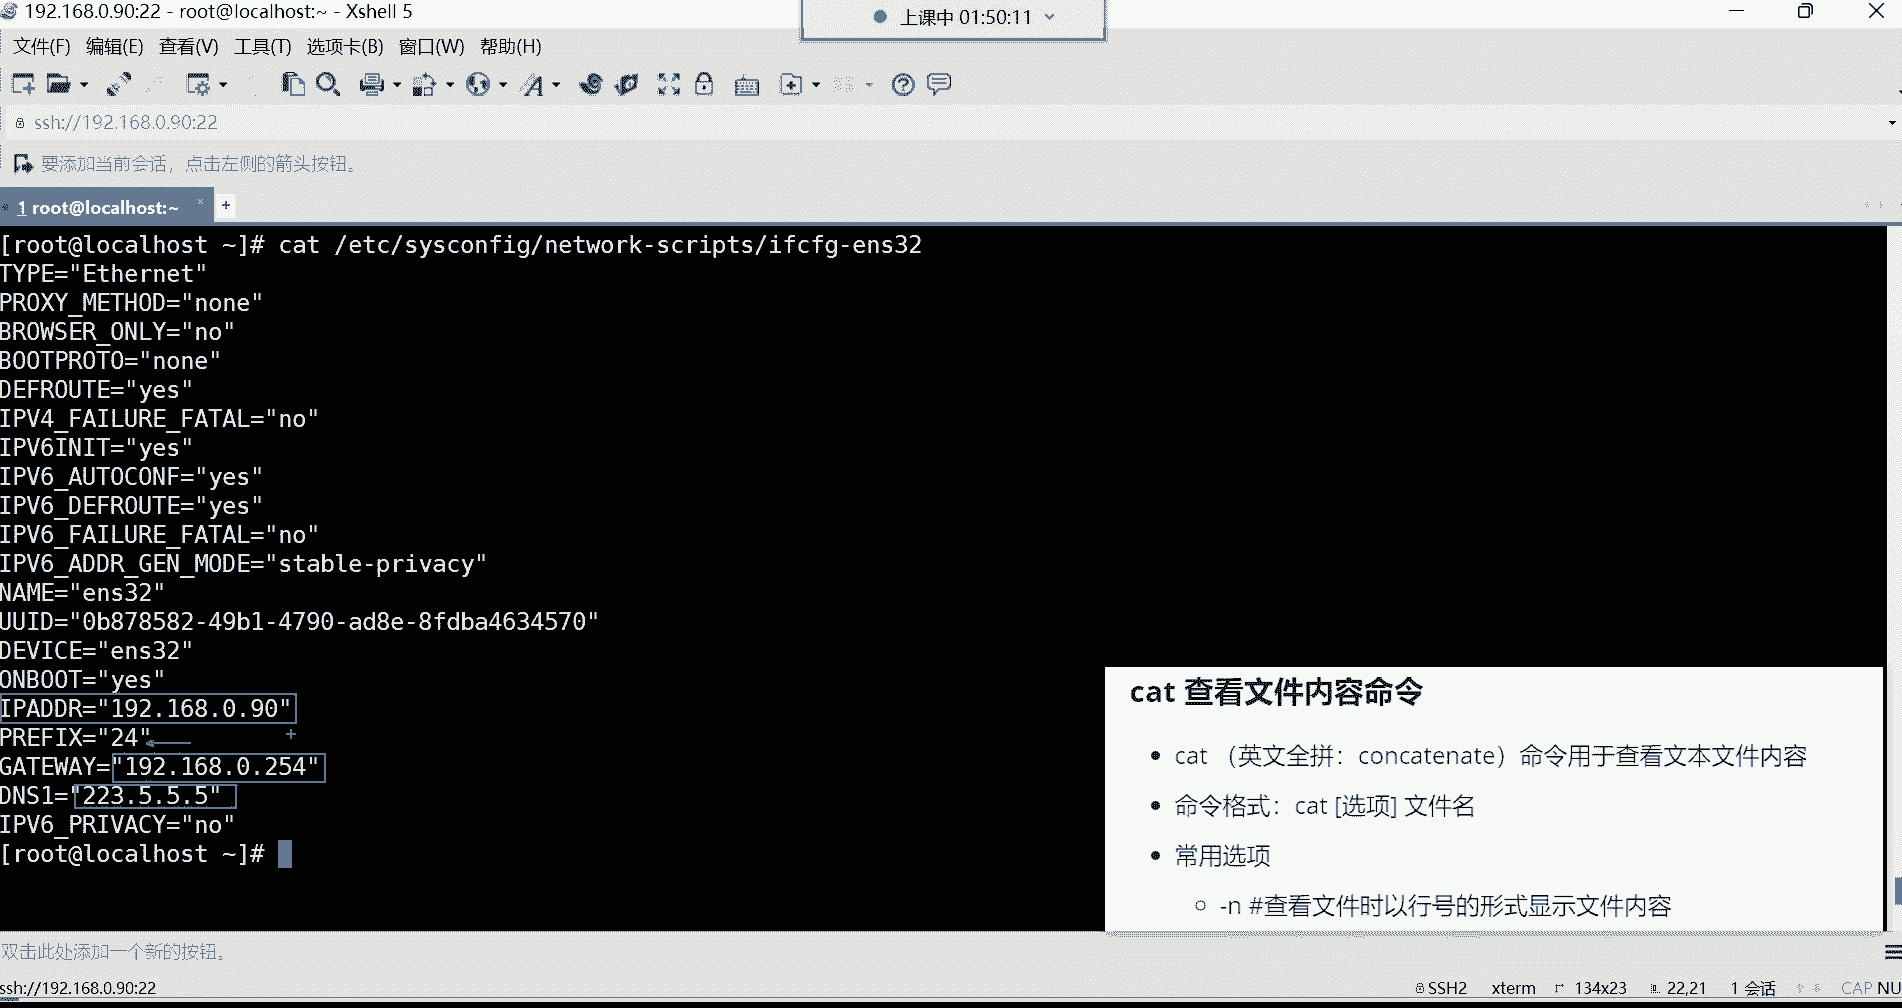 192.168.0.90:22 - root@localhost:~ - Xshell 5
上课中 01:50:11
文件(F) 编辑(E) 查看(V) 工具(T) 选项卡(B) 窗口(W) 帮助(H)
ssh://192.168.0.90:22
要添加当前会话，点击左侧的箭头按钮。
1 root@localhost:~ × +
[root@localhost ~]# cat /etc/sysconfig/network-scripts/ifcfg-ens32
TYPE="Ethernet"
PROXY_METHOD="none"
BROWSER_ONLY="no"
BOOTPROTO="none"
DEFROUTE="yes"
IPV4_FAILURE_FATAL="no"
IPV6INIT="yes"
IPV6_AUTOCONF="yes"
IPV6_DEFROUTE="yes"
IPV6_FAILURE_FATAL="no"
IPV6_ADDR_GEN_MODE="stable-privacy"
NAME="ens32"
UUID="0b878582-49b1-4790-ad8e-8fdba4634570"
DEVICE="ens32"
ONBOOT="yes"
IPADDR="192.168.0.90"
PREFIX="24"
GATEWAY="192.168.0.254"
DNS1="223.5.5.5"
IPV6_PRIVACY="no"
[root@localhost ~]#
cat 查看文件内容命令
• cat （英文全拼：concatenate）命令用于查看文本文件内容
• 命令格式：cat [选项] 文件名
• 常用选项
○ -n #查看文件时以行号的形式显示文件内容
双击此处添加一个新的按钮。
ssh://192.168.0.90:22 SSH2 xterm 134x23 22,21 1 会话 CAP NU